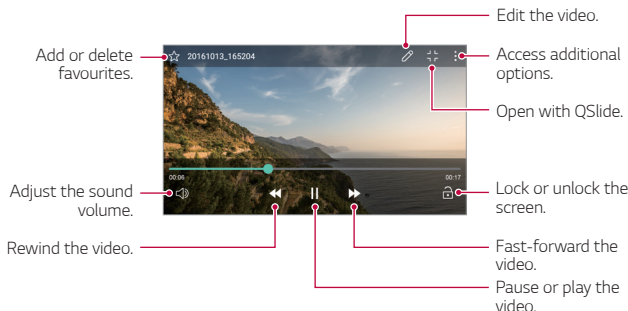 Edit the video.
Add or delete
favourites.
20161013_165204
Access additional
options.
Open with QSlide.
00:06
00:17
Adjust the sound
volume.
Lock or unlock the
screen.
Rewind the video.
Fast-forward the
video.
Pause or play the
video.